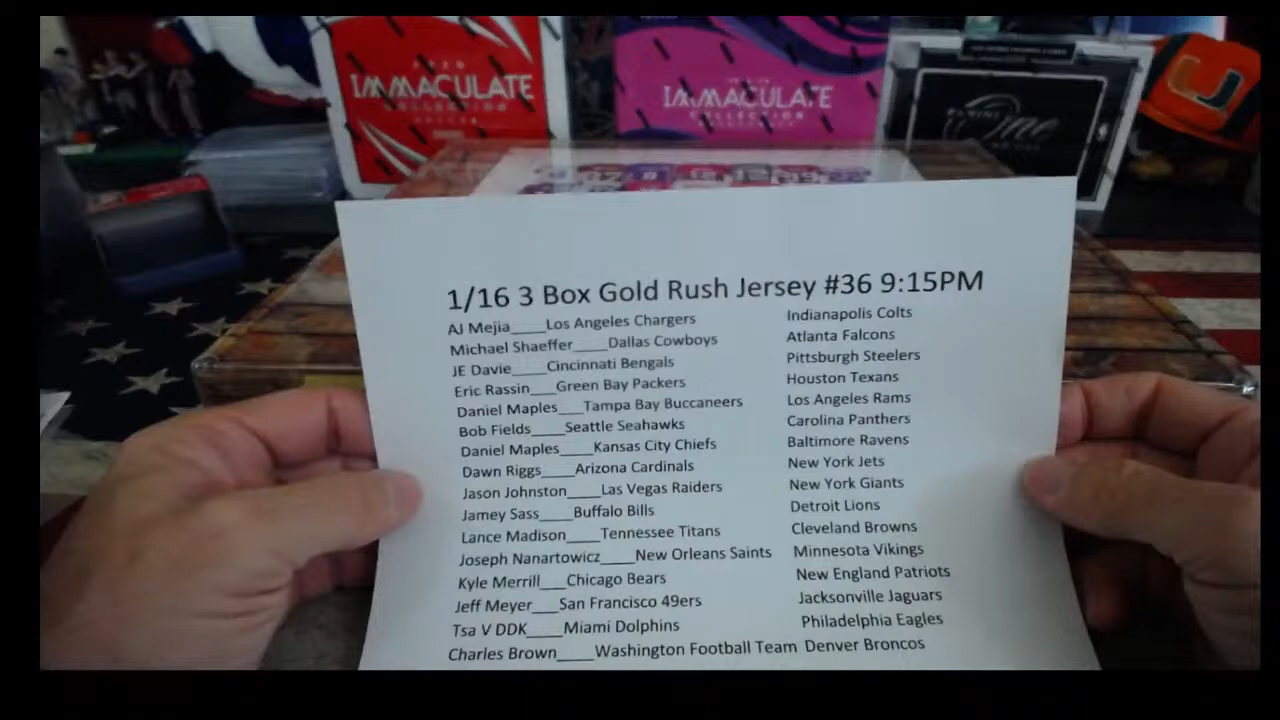 IMMACULATE
COLLECTION
IMMACULATE
COLLECTION
One
U
1/16 3 Box Gold Rush Jersey #36 9:15PM
AJ Mejia____Los Angeles Chargers Indianapolis Colts
Michael Shaeffer____Dallas Cowboys Atlanta Falcons
JE Davie____Cincinnati Bengals Pittsburgh Steelers
Eric Rassin___Green Bay Packers Houston Texans
Daniel Maples___Tampa Bay Buccaneers Los Angeles Rams
Bob Fields____Seattle Seahawks Carolina Panthers
Daniel Maples____Kansas City Chiefs Baltimore Ravens
Dawn Riggs____Arizona Cardinals New York Jets
Jason Johnston____Las Vegas Raiders New York Giants
Jamey Sass____Buffalo Bills Detroit Lions
Lance Madison____Tennessee Titans Cleveland Browns
Joseph Nanartowicz____New Orleans Saints Minnesota Vikings
Kyle Merrill___Chicago Bears New England Patriots
Jeff Meyer___San Francisco 49ers Jacksonville Jaguars
Tsa V DDK____Miami Dolphins Philadelphia Eagles
Charles Brown____Washington Football Team Denver Broncos